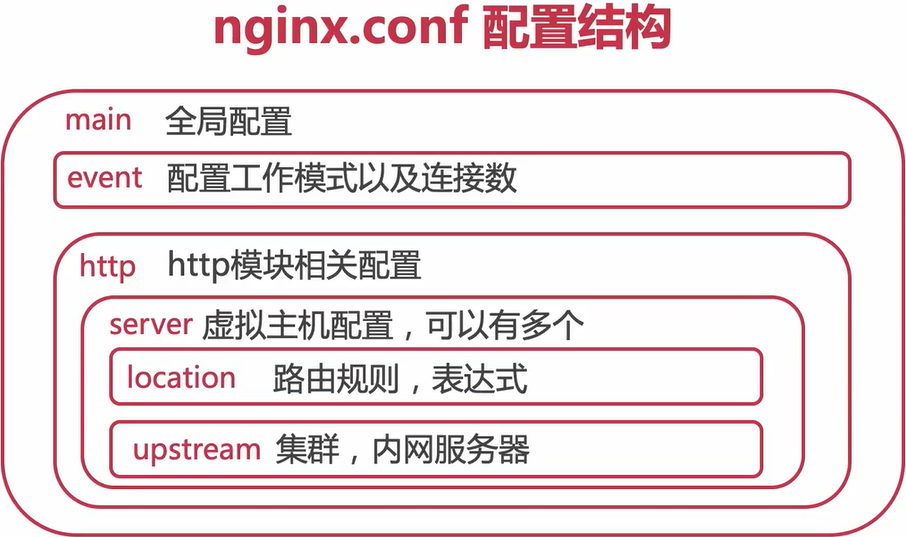 nginx.conf 配置结构
main 全局配置
event 配置工作模式以及连接数
http http模块相关配置
server 虚拟主机配置，可以有多个
location 路由规则，表达式
upstream 集群，内网服务器